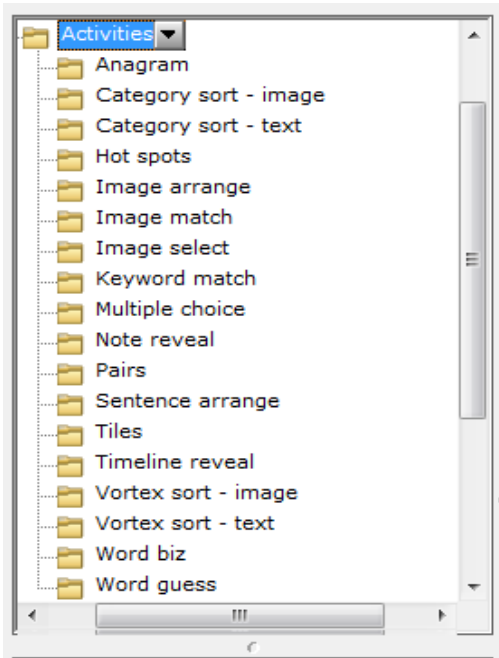 Activities
Anagram
Category sort - image
Category sort - text
Hot spots
Image arrange
Image match
Image select
Keyword match
Multiple choice
Note reveal
Pairs
Sentence arrange
Tiles
Timeline reveal
Vortex sort - image
Vortex sort - text
Word biz
Word guess